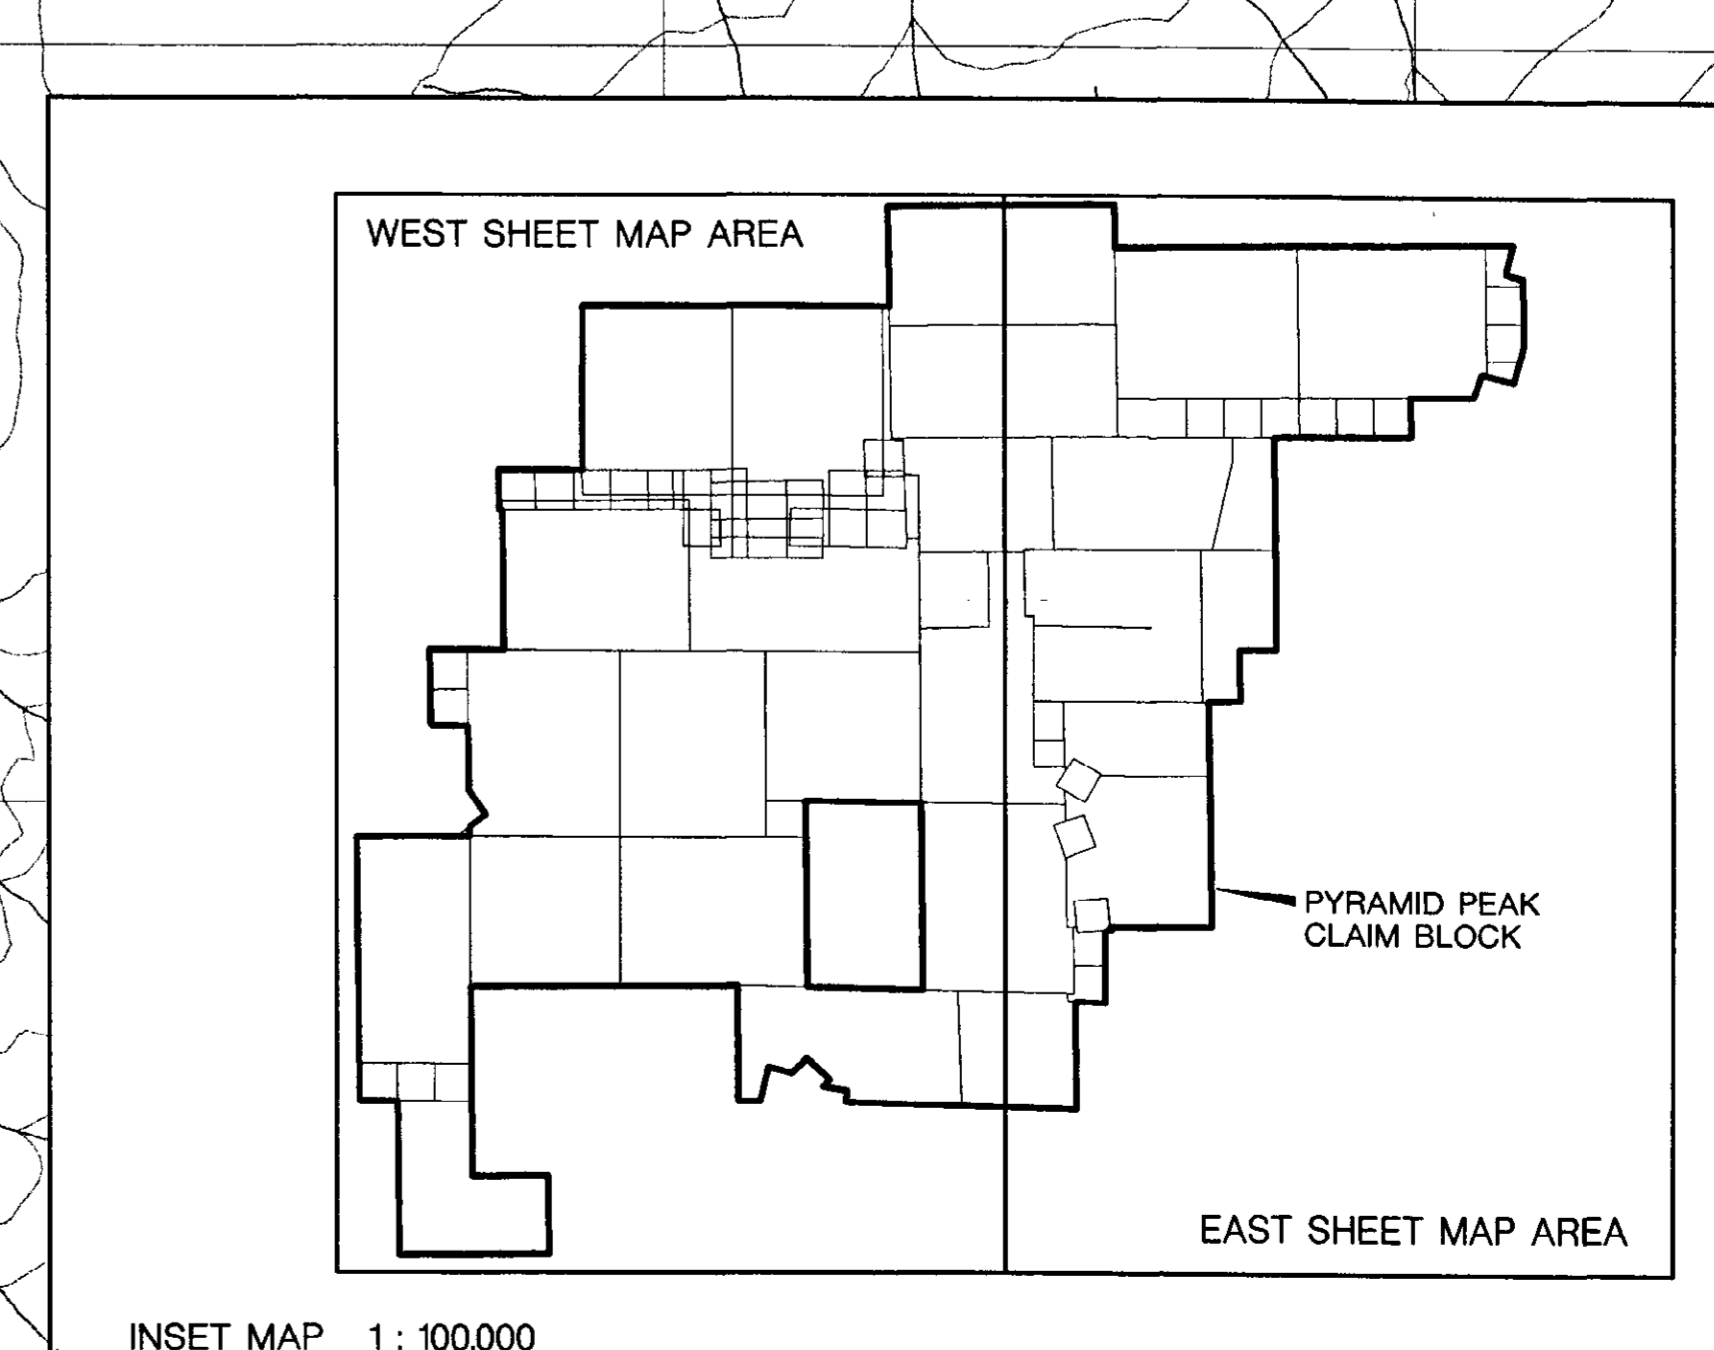 WEST SHEET MAP AREA
PYRAMID PEAK
CLAIM BLOCK
EAST SHEET MAP AREA
INSET MAP 1 : 100,000